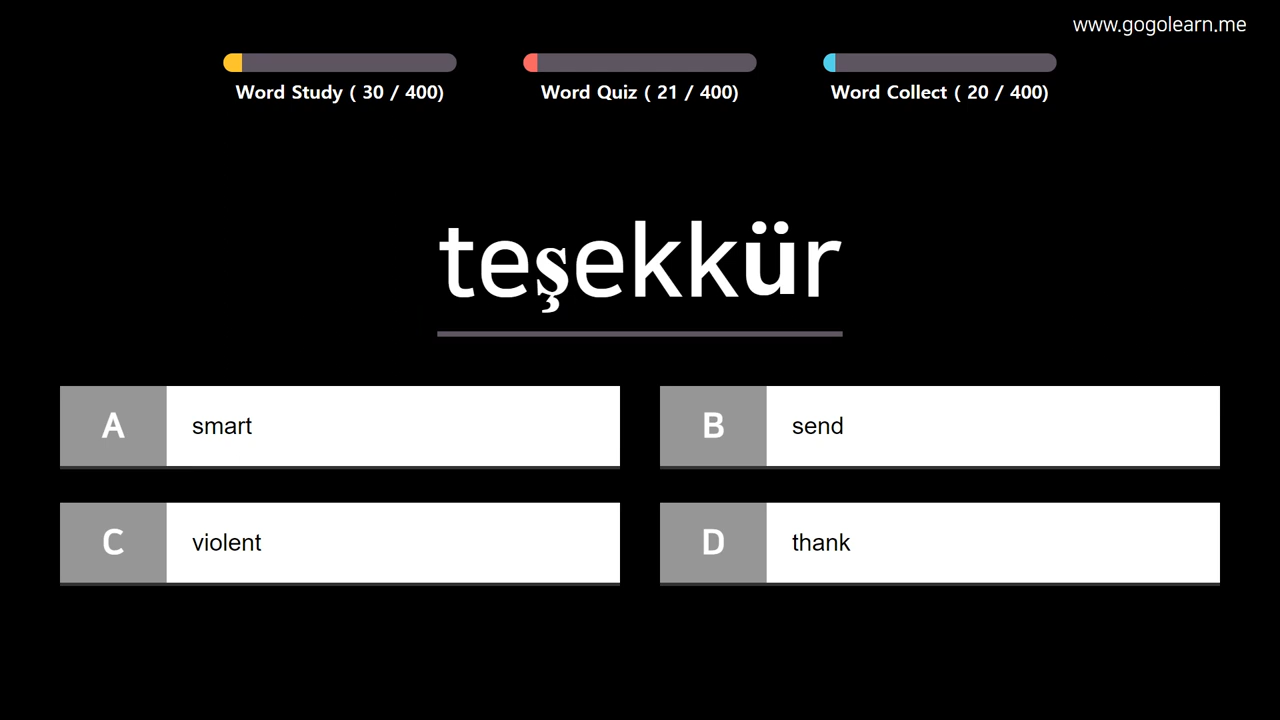 www.gogolearn.me
Word Study ( 30 / 400)
Word Quiz ( 21 / 400)
Word Collect ( 20 / 400)
teşekkür
A smart
B send
C violent
D thank